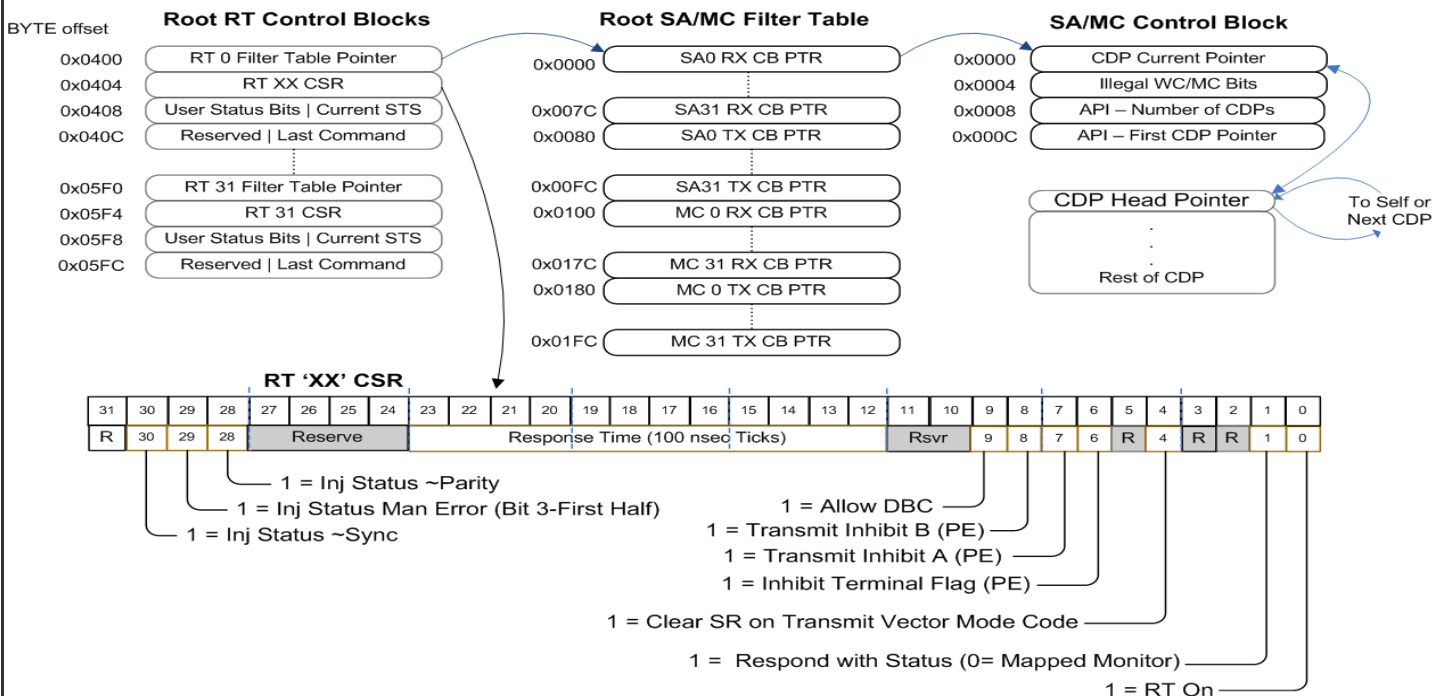 Root RT Control Blocks
Root SA/MC Filter Table
SA/MC Control Block
BYTE offset
0x0400
RT 0 Filter Table Pointer
0x0404
RT XX CSR
0x0408
User Status Bits | Current STS
0x040C
Reserved | Last Command
0x05F0
RT 31 Filter Table Pointer
0x05F4
RT 31 CSR
0x05F8
User Status Bits | Current STS
0x05FC
Reserved | Last Command
0x0000
SA0 RX CB PTR
0x007C
SA31 RX CB PTR
0x0080
SA0 TX CB PTR
0x00FC
SA31 TX CB PTR
0x0100
MC 0 RX CB PTR
0x017C
MC 31 RX CB PTR
0x0180
MC 0 TX CB PTR
0x01FC
MC 31 TX CB PTR
0x0000
CDP Current Pointer
0x0004
Illegal WC/MC Bits
0x0008
API – Number of CDPs
0x000C
API – First CDP Pointer
CDP Head Pointer
.
.
.
Rest of CDP
To Self or
Next CDP
RT 'XX' CSR
31 30 29 28 27 26 25 24 23 22 21 20 19 18 17 16 15 14 13 12 11 10 9 8 7 6 5 4 3 2 1 0
R 30 29 28 Reserve Response Time (100 nsec Ticks) Rsvr 9 8 7 6 R 4 R R 1 0
1 = Inj Status ~Parity
1 = Inj Status Man Error (Bit 3-First Half)
1 = Inj Status ~Sync
1 = Allow DBC
1 = Transmit Inhibit B (PE)
1 = Transmit Inhibit A (PE)
1 = Inhibit Terminal Flag (PE)
1 = Clear SR on Transmit Vector Mode Code
1 = Respond with Status (0= Mapped Monitor)
1 = RT On